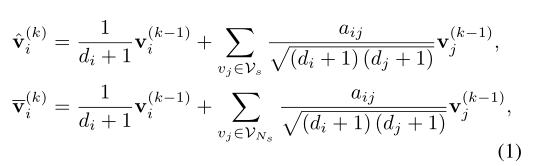 $$\hat{\mathbf{v}}_i^{(k)} = \frac{1}{d_i + 1} \mathbf{v}_i^{(k-1)} + \sum_{v_j \in \mathcal{V}_s} \frac{a_{ij}}{\sqrt{(d_i + 1)(d_j + 1)}} \mathbf{v}_j^{(k-1)},$$
$$\overline{\mathbf{v}}_i^{(k)} = \frac{1}{d_i + 1} \mathbf{v}_i^{(k-1)} + \sum_{v_j \in \mathcal{V}_{N_s}} \frac{a_{ij}}{\sqrt{(d_i + 1)(d_j + 1)}} \mathbf{v}_j^{(k-1)},$$
(1)